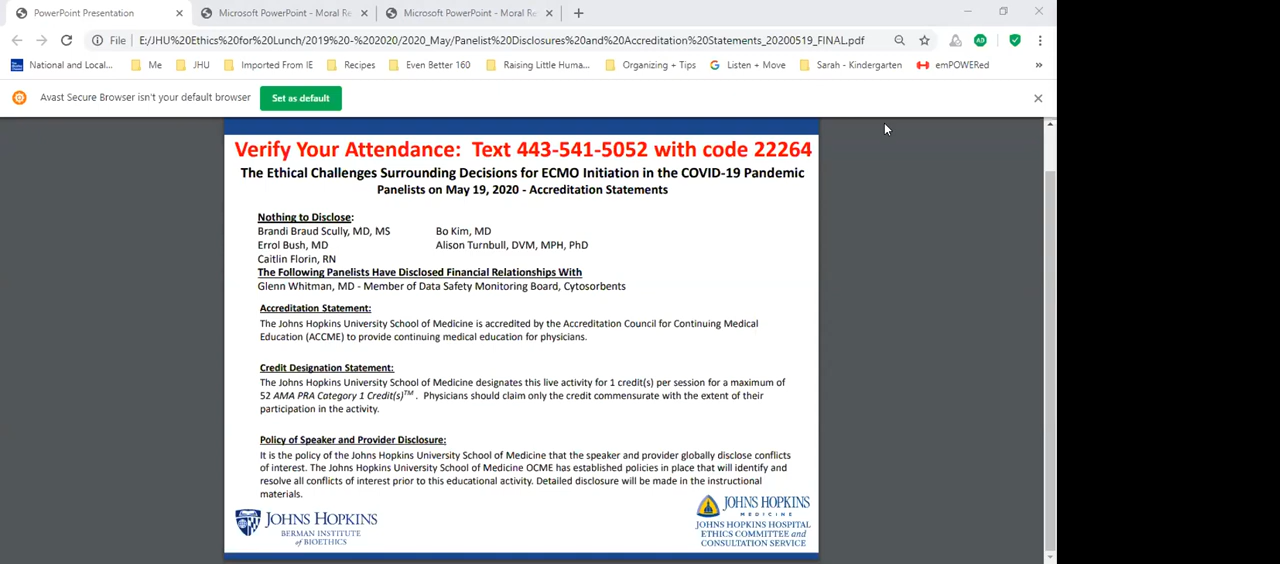 PowerPoint Presentation
Microsoft PowerPoint - Moral Re
Microsoft PowerPoint - Moral Re
File E:/JHU%20Ethics%20for%20Lunch/2019%20-%202020/2020_May/Panelist%20Disclosures%20and%20Accreditation%20Statements_20200519_FINAL.pdf
National and Local... Me JHU Imported From IE Recipes Even Better 160 Raising Little Huma... Organizing + Tips Listen + Move Sarah - Kindergarten emPOWERed »
Avast Secure Browser isn't your default browser Set as default
Verify Your Attendance: Text 443-541-5052 with code 22264
The Ethical Challenges Surrounding Decisions for ECMO Initiation in the COVID-19 Pandemic
Panelists on May 19, 2020 - Accreditation Statements
Nothing to Disclose:
Brandi Braud Scully, MD, MS Bo Kim, MD
Errol Bush, MD Alison Turnbull, DVM, MPH, PhD
Caitlin Florin, RN
The Following Panelists Have Disclosed Financial Relationships With
Glenn Whitman, MD - Member of Data Safety Monitoring Board, Cytosorbents
Accreditation Statement:
The Johns Hopkins University School of Medicine is accredited by the Accreditation Council for Continuing Medical
Education (ACCME) to provide continuing medical education for physicians.
Credit Designation Statement:
The Johns Hopkins University School of Medicine designates this live activity for 1 credit(s) per session for a maximum of
52 AMA PRA Category 1 Credit(s)TM. Physicians should claim only the credit commensurate with the extent of their
participation in the activity.
Policy of Speaker and Provider Disclosure:
It is the policy of the Johns Hopkins University School of Medicine that the speaker and provider globally disclose conflicts
of interest. The Johns Hopkins University School of Medicine OCME has established policies in place that will identify and
resolve all conflicts of interest prior to this educational activity. Detailed disclosure will be made in the instructional
materials.
JOHNS HOPKINS
BERMAN INSTITUTE
of BIOETHICS
JOHNS HOPKINS
MEDICINE
JOHNS HOPKINS HOSPITAL
ETHICS COMMITTEE and
CONSULTATION SERVICE